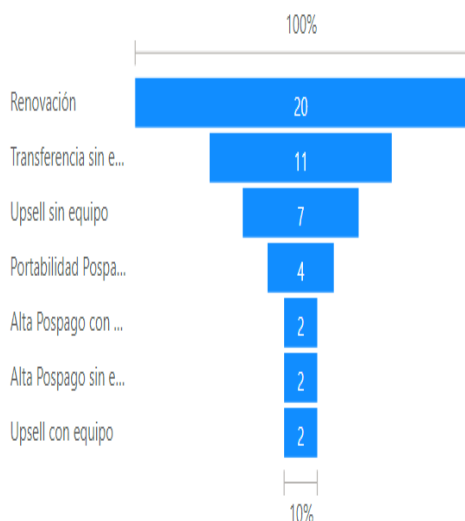 100%
Renovación 20
Transferencia sin e... 11
Upsell sin equipo 7
Portabilidad Pospa... 4
Alta Pospago con ... 2
Alta Pospago sin e... 2
Upsell con equipo 2
10%